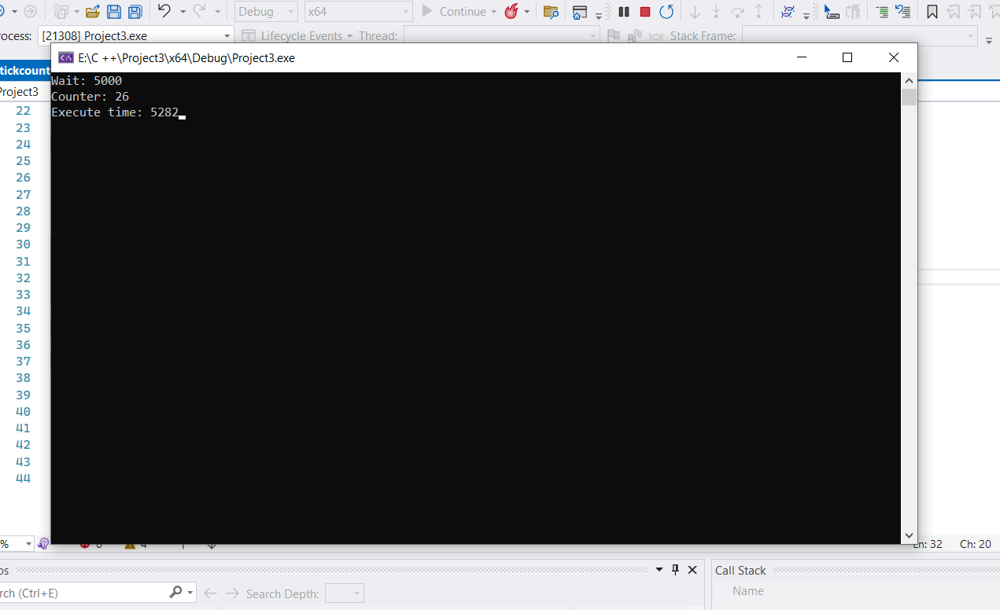 Debug
x64
Continue
rocess:
[21308] Project3.exe
Lifecycle Events
Thread:
Stack Frame:
E:\C ++\Project3\x64\Debug\Project3.exe
tickcount
Project3
Wait: 5000
Counter: 26
Execute time: 5282
22
23
24
25
26
27
28
29
30
31
32
33
34
35
36
37
38
39
40
41
42
43
44
%
0
4
Ln: 32
Ch: 20
os
Call Stack
rch (Ctrl+E)
Search Depth:
Name